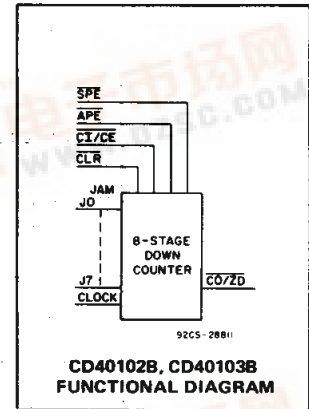 SPE
APE
CI/CE
CLR
JAM
J0
8-STAGE
DOWN
COUNTER
CO/ZD
J7
CLOCK
92CS-28811
CD40102B, CD40103B
FUNCTIONAL DIAGRAM